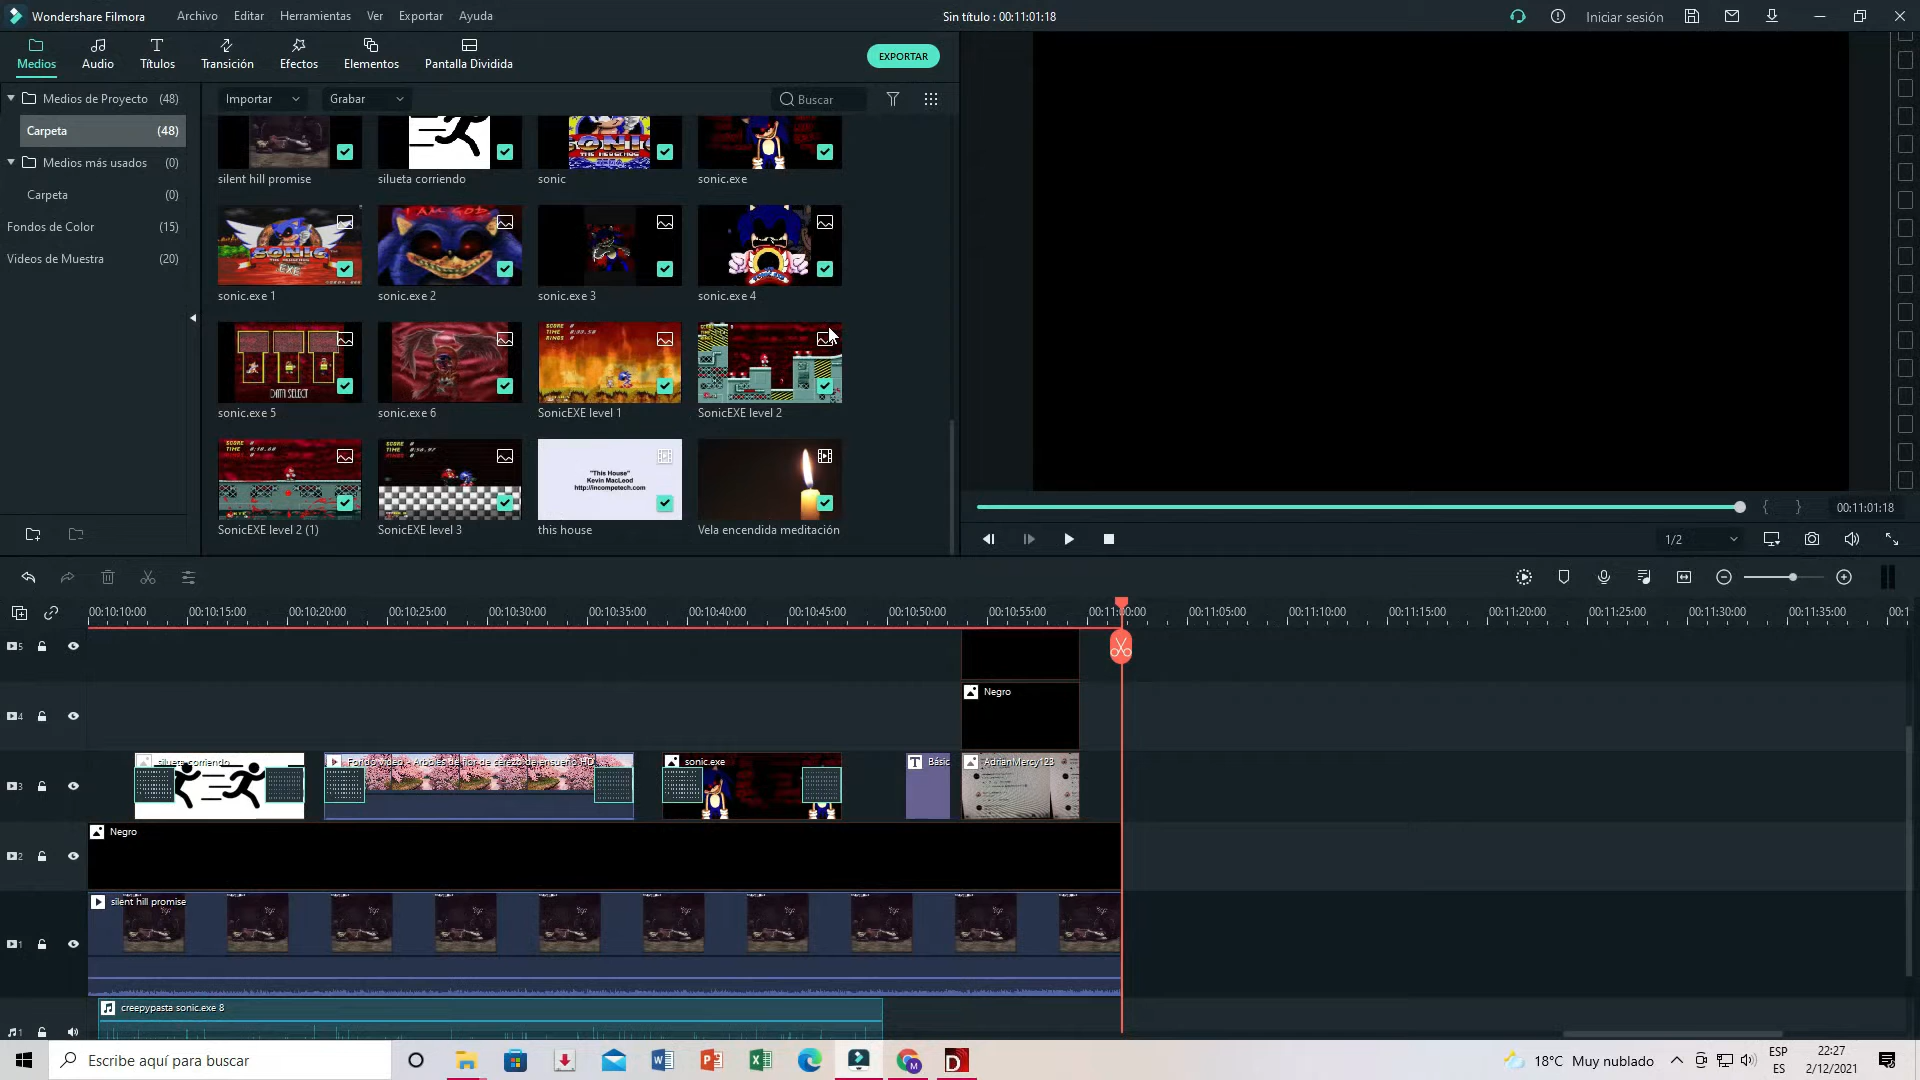 Wondershare Filmora
Archivo
Editar
Herramientas
Ver
Exportar
Ayuda
Sin título : 00:11:01:18
Iniciar sesión
Medios
Audio
Títulos
Transición
Efectos
Elementos
Pantalla Dividida
EXPORTAR
Medios de Proyecto (48)
Carpeta (48)
Medios más usados (0)
Carpeta (0)
Fondos de Color (15)
Videos de Muestra (20)
Importar
Grabar
Buscar
silent hill promise
silueta corriendo
sonic
sonic.exe
sonic.exe 1
sonic.exe 2
sonic.exe 3
sonic.exe 4
DATA SELECT
sonic.exe 5
sonic.exe 6
SonicEXE level 1
SonicEXE level 2
"This House"
Kevin MacLeod
http://incompetech.com
SonicEXE level 2 (1)
SonicEXE level 3
this house
Vela encendida meditación
00:11:01:18
1/2
00:10:10:00
00:10:15:00
00:10:20:00
00:10:25:00
00:10:30:00
00:10:35:00
00:10:40:00
00:10:45:00
00:10:50:00
00:10:55:00
00:11:00:00
00:11:05:00
00:11:10:00
00:11:15:00
00:11:20:00
00:11:25:00
00:11:30:00
00:11:35:00
5
4
Negro
3
silueta corriendo
Fondo video - Arboles de flor de cerezo de ensueño HD
sonic.exe
Básic
AdrianMercy123
2
Negro
1
silent hill promise
1
creepypasta sonic.exe 8
Escribe aquí para buscar
18°C Muy nublado
ESP
ES
22:27
2/12/2021